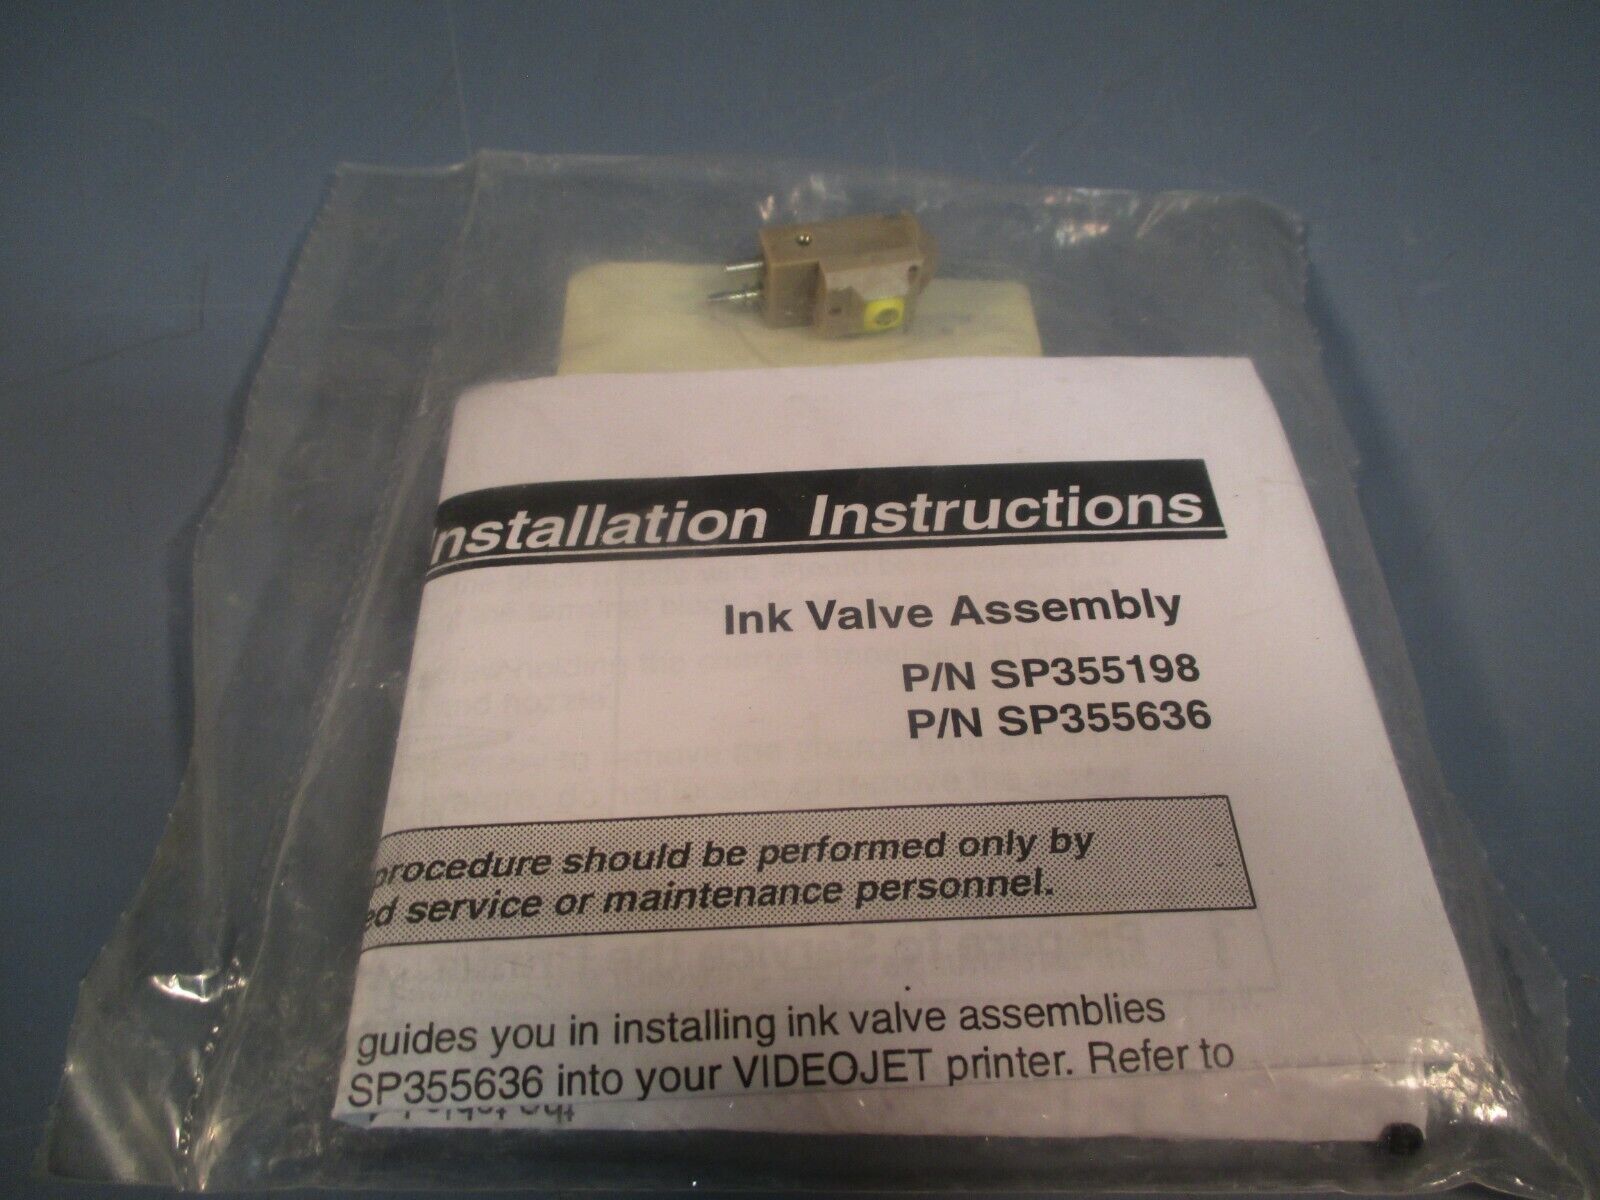 Installation Instructions
Ink Valve Assembly
P/N SP355198
P/N SP355636
procedure should be performed only by
ed service or maintenance personnel.
guides you in installing ink valve assemblies
SP355636 into your VIDEOJET printer. Refer to